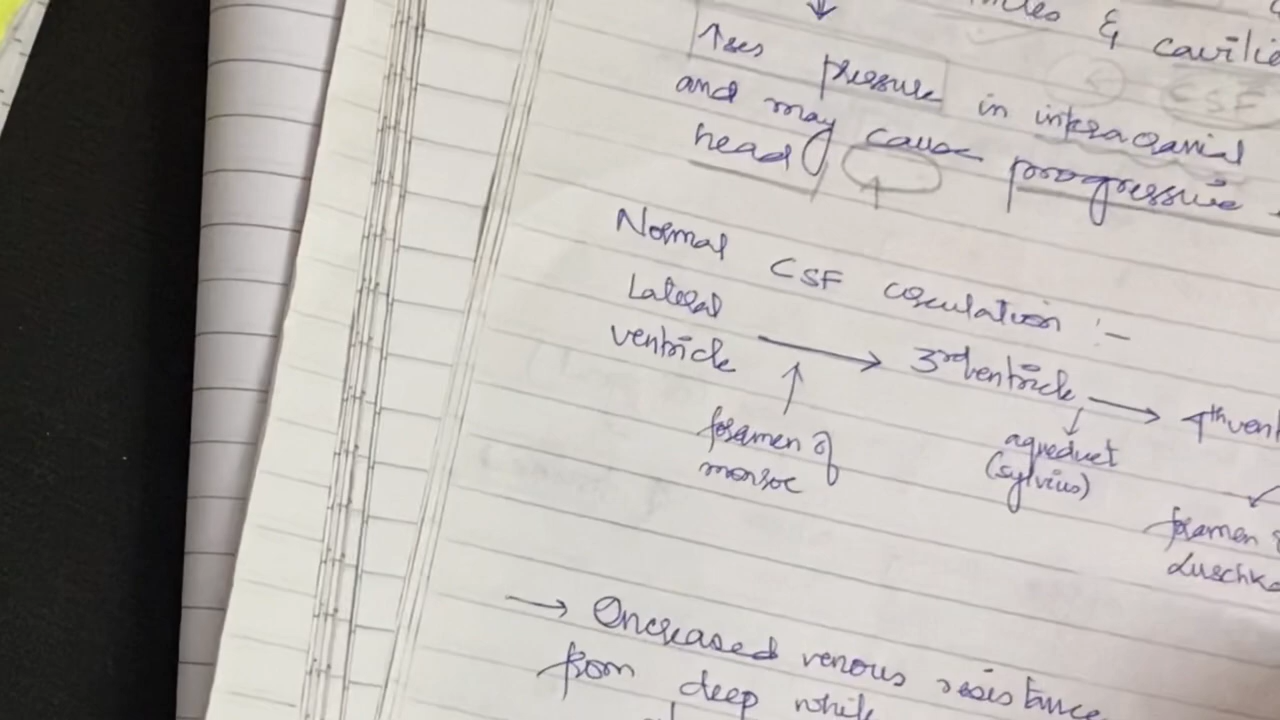 & cavitie
↑ses pressure in intracranial
and may cause progressive
head
Normal CSF circulation :-
Lateral
ventricle → 3rd ventricle → 4th vent
foramen of
monroe
aqueduct
(sylvius)
foramen
Luschka
→ Increased venous resistance
from deep white